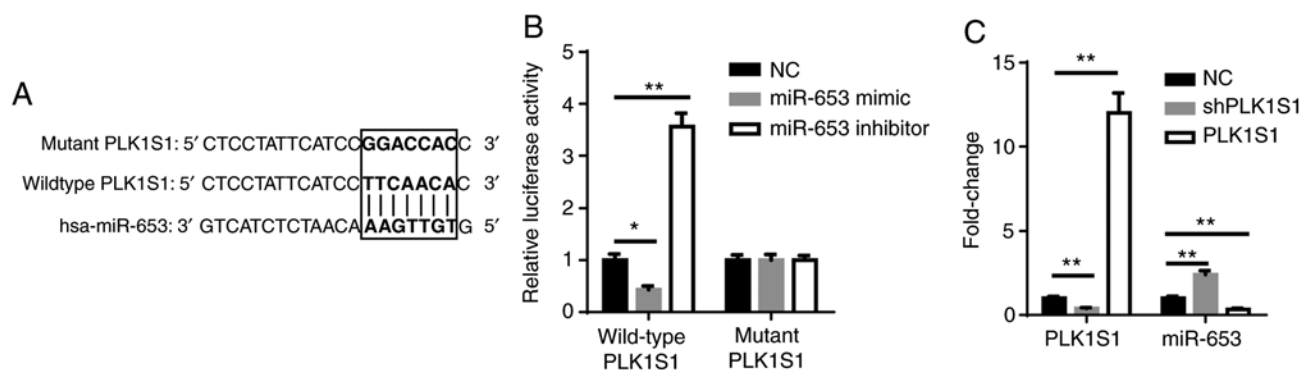 A
Mutant PLK1S1: 5′ CTCCTATTCATCCGGACCACC 3′
Wildtype PLK1S1: 5′ CTCCTATTCATCCTTCAACAC 3′
hsa-miR-653: 3′ GTCATCTCTAACAAAGTTGTG 5′
B
Relative luciferase activity
5
4
3
2
1
0
**
*
NC
miR-653 mimic
miR-653 inhibitor
Wild-type
PLK1S1
Mutant
PLK1S1
C
Fold-change
15
10
5
0
**
**
**
**
NC
shPLK1S1
PLK1S1
PLK1S1
miR-653